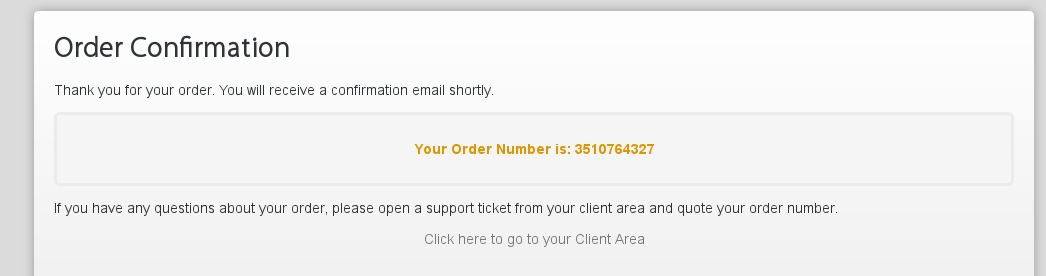 Order Confirmation
Thank you for your order. You will receive a confirmation email shortly.
Your Order Number is: 3510764327
If you have any questions about your order, please open a support ticket from your client area and quote your order number.
Click here to go to your Client Area